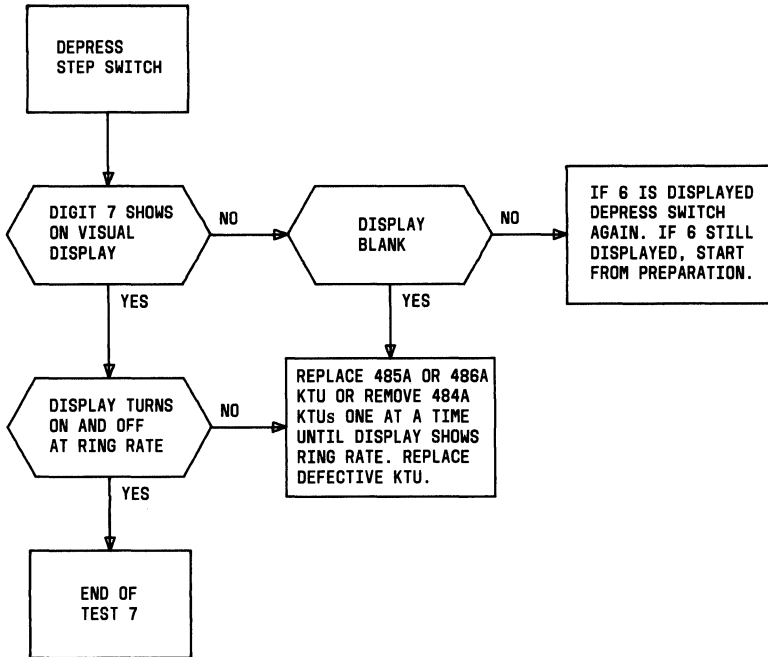 DEPRESS
STEP SWITCH
DIGIT 7 SHOWS
ON VISUAL
DISPLAY
NO
DISPLAY
BLANK
NO
IF 6 IS DISPLAYED
DEPRESS SWITCH
AGAIN. IF 6 STILL
DISPLAYED, START
FROM PREPARATION.
YES
YES
DISPLAY TURNS
ON AND OFF
AT RING RATE
NO
REPLACE 485A OR 486A
KTU OR REMOVE 484A
KTUs ONE AT A TIME
UNTIL DISPLAY SHOWS
RING RATE. REPLACE
DEFECTIVE KTU.
YES
END OF
TEST 7